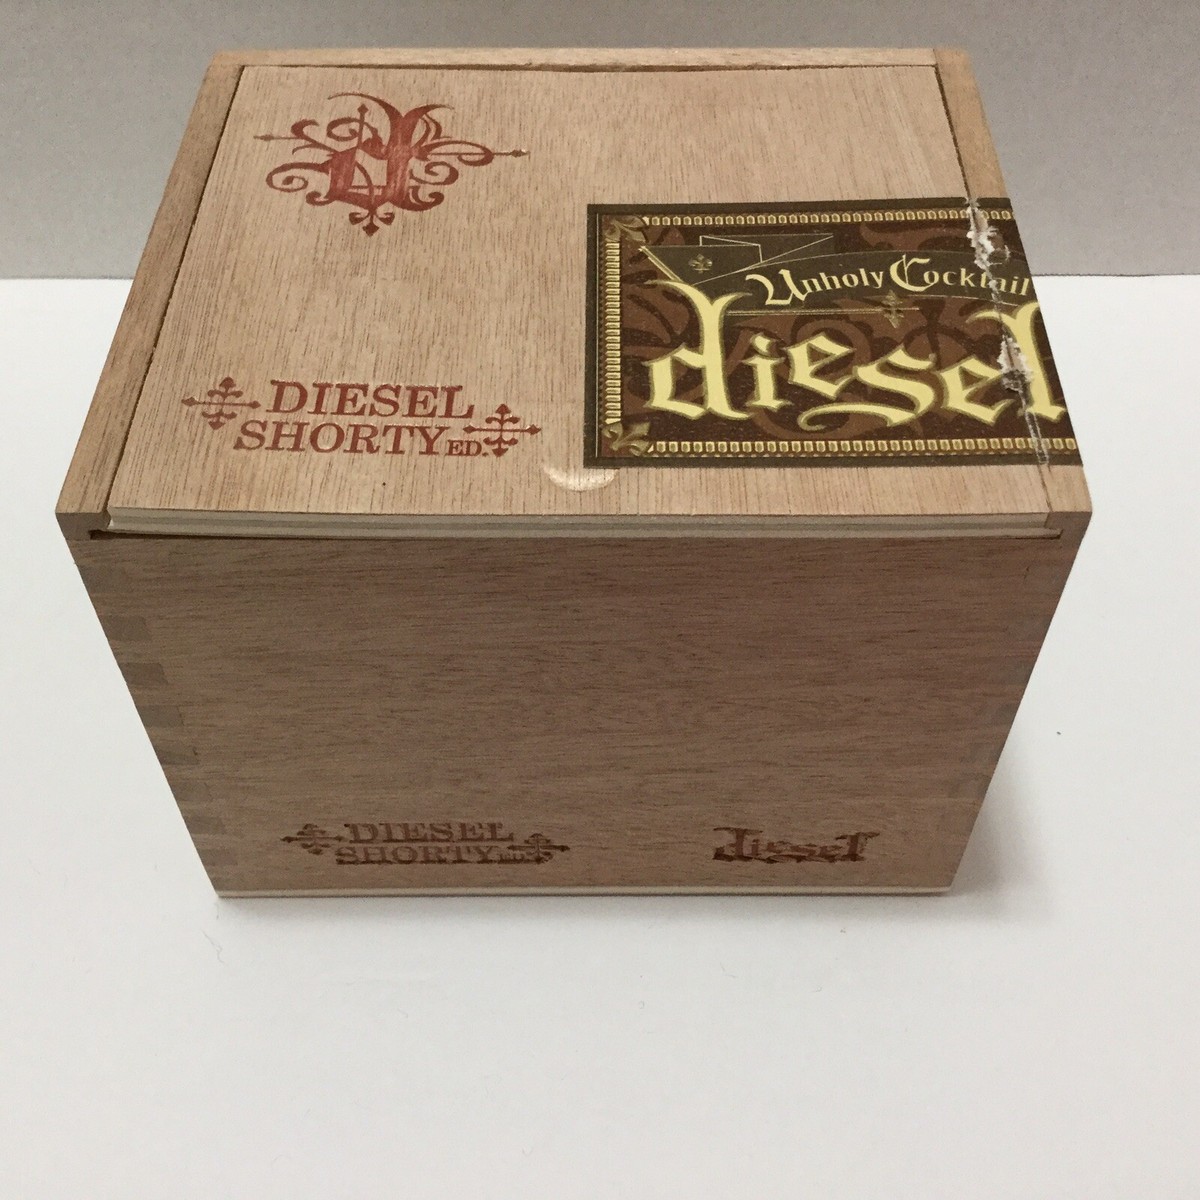 d
DIESEL
SHORTY ED.
Unholy Cocktail
diesel
DIESEL
SHORTY ED.
diesel